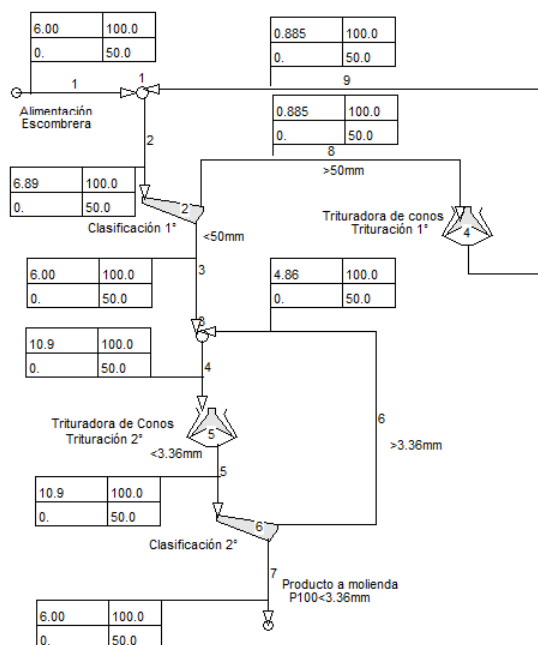 6.00 100.0
0. 50.0
0.885 100.0
0. 50.0
1
1
9
Alimentación
Escombrera
0.885 100.0
0. 50.0
2
8
>50mm
6.89 100.0
0. 50.0
2
Clasificación 1°
<50mm
Trituradora de conos
Trituración 1°
4
6.00 100.0
0. 50.0
3
4.86 100.0
0. 50.0
3
10.9 100.0
0. 50.0
4
Trituradora de Conos
Trituración 2°
5
<3.36mm
6
>3.36mm
5
10.9 100.0
0. 50.0
6
Clasificación 2°
7
Producto a molienda
P100<3.36mm
6.00 100.0
0. 50.0